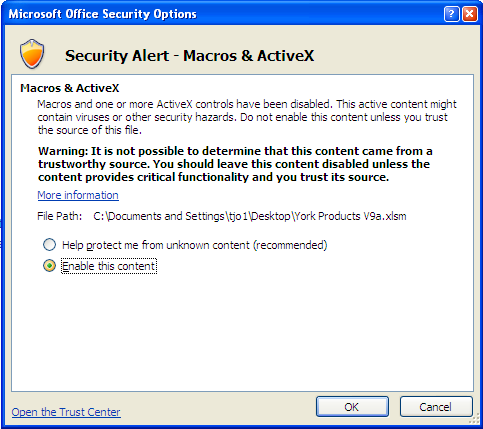 Microsoft Office Security Options
Security Alert - Macros & ActiveX
Macros & ActiveX
Macros and one or more ActiveX controls have been disabled. This active content might
contain viruses or other security hazards. Do not enable this content unless you trust
the source of this file.
Warning: It is not possible to determine that this content came from a
trustworthy source. You should leave this content disabled unless the
content provides critical functionality and you trust its source.
More information
File Path: C:\Documents and Settings\tjo1\Desktop\York Products V9a.xlsm
Help protect me from unknown content (recommended)
Enable this content
Open the Trust Center
OK
Cancel